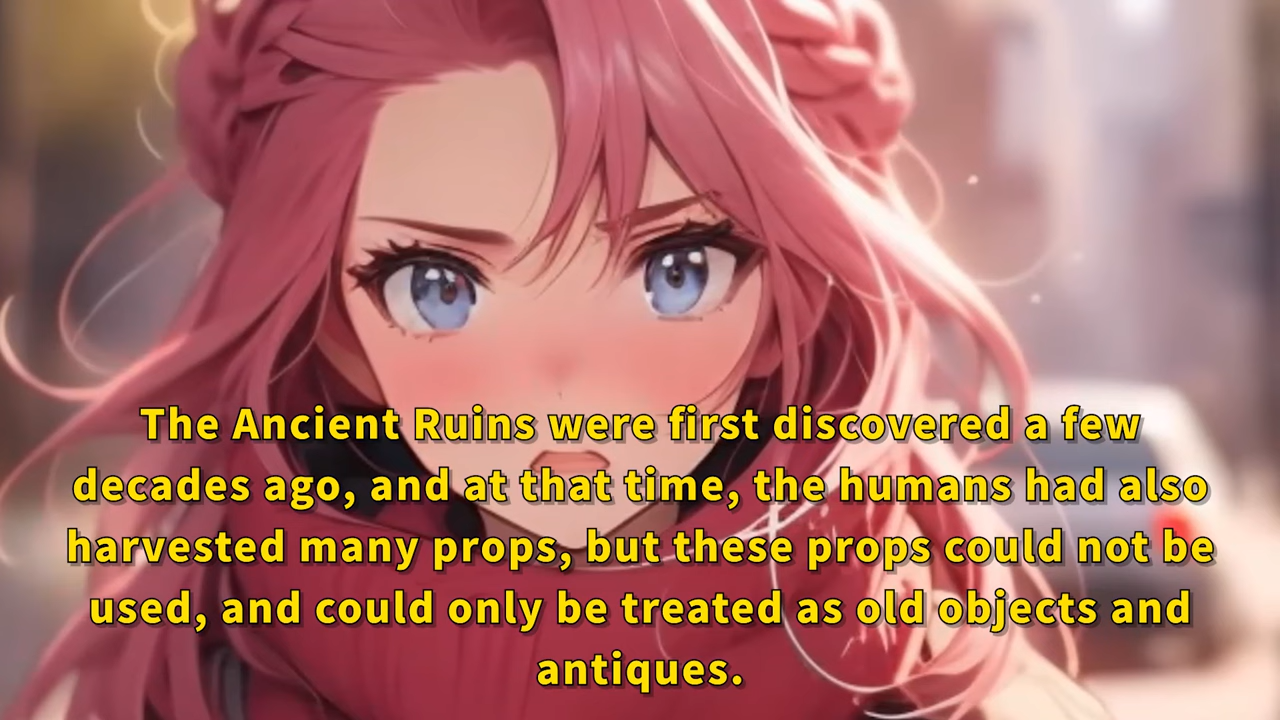 The Ancient Ruins were first discovered a few
decades ago, and at that time, the humans had also
harvested many props, but these props could not be
used, and could only be treated as old objects and
antiques.